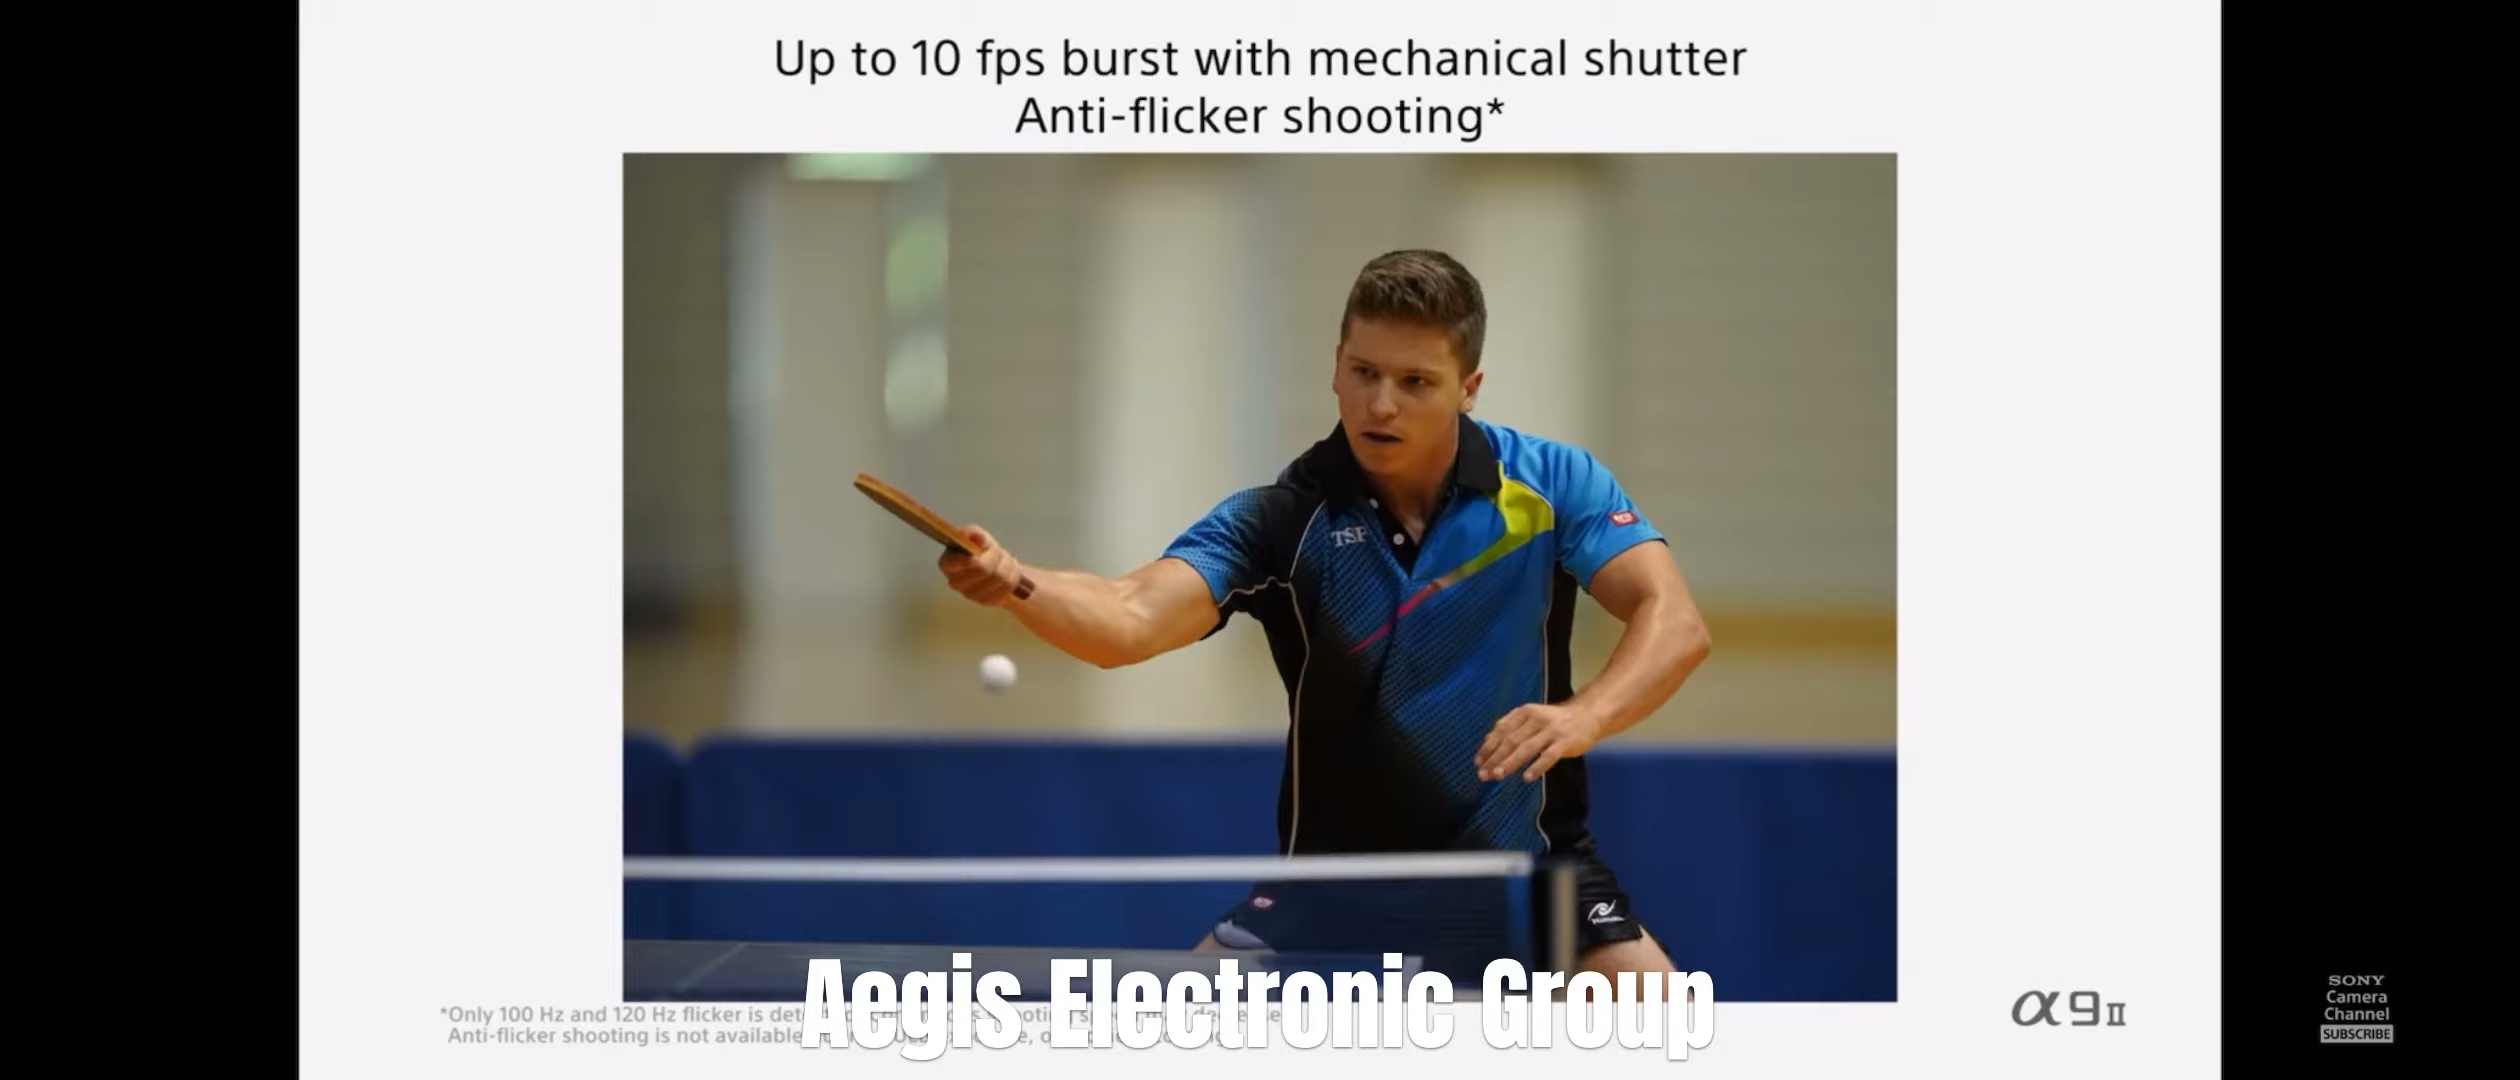 Up to 10 fps burst with mechanical shutter
Anti-flicker shooting*
TSP
*Only 100 Hz and 120 Hz flicker is
Anti-flicker shooting is not available
Aegis Electronic Group
α9II
SONY
Camera
Channel
SUBSCRIBE